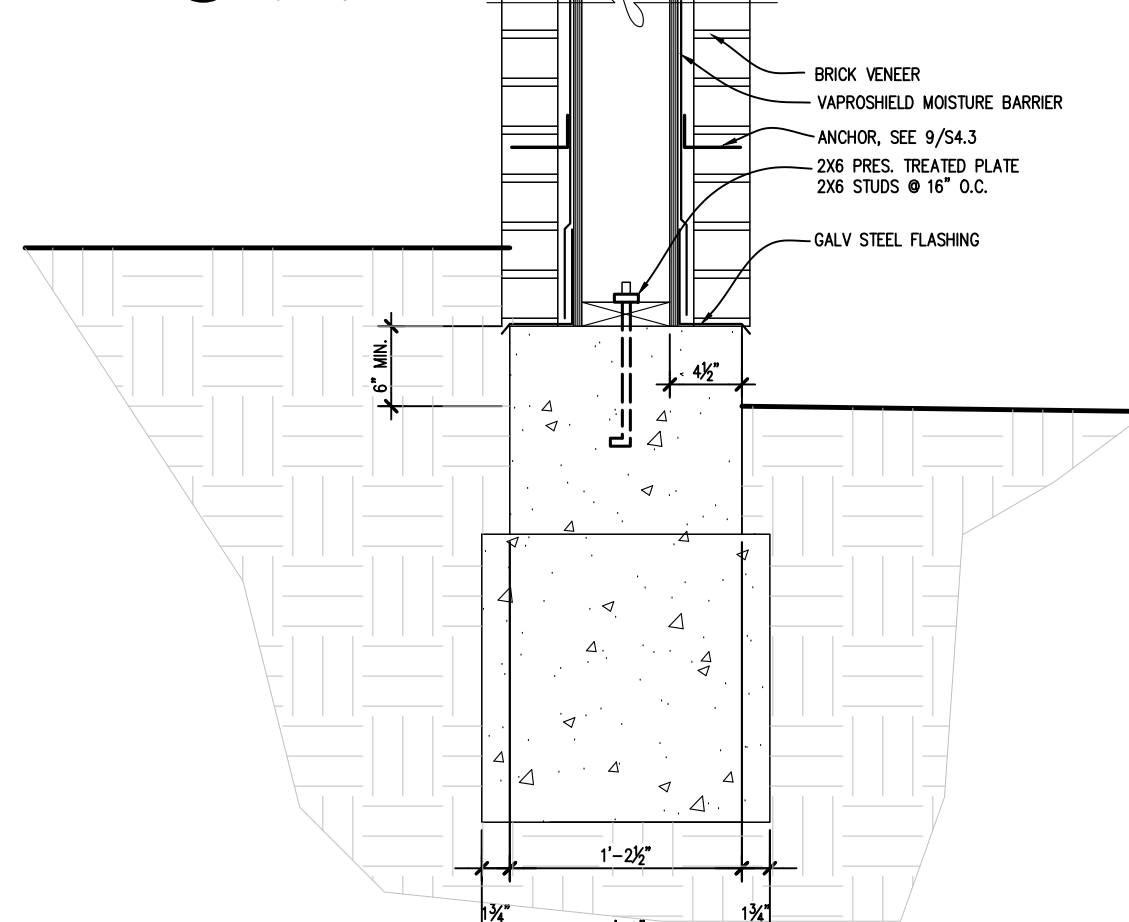 BRICK VENEER
VAPROSHIELD MOISTURE BARRIER
ANCHOR, SEE 9/S4.3
2X6 PRES. TREATED PLATE
2X6 STUDS @ 16" O.C.
GALV STEEL FLASHING
6" MIN.
4½"
1'-2½"
1¾"
1¾"